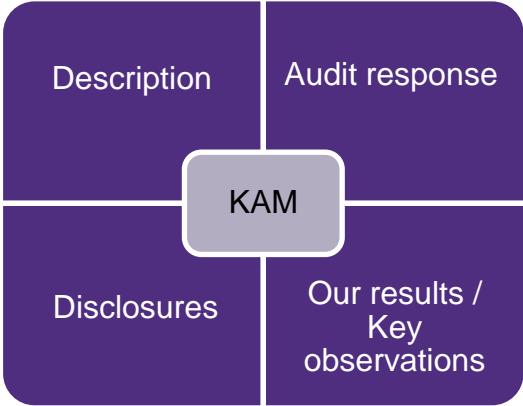 Description
Audit response
KAM
Disclosures
Our results /
Key
observations